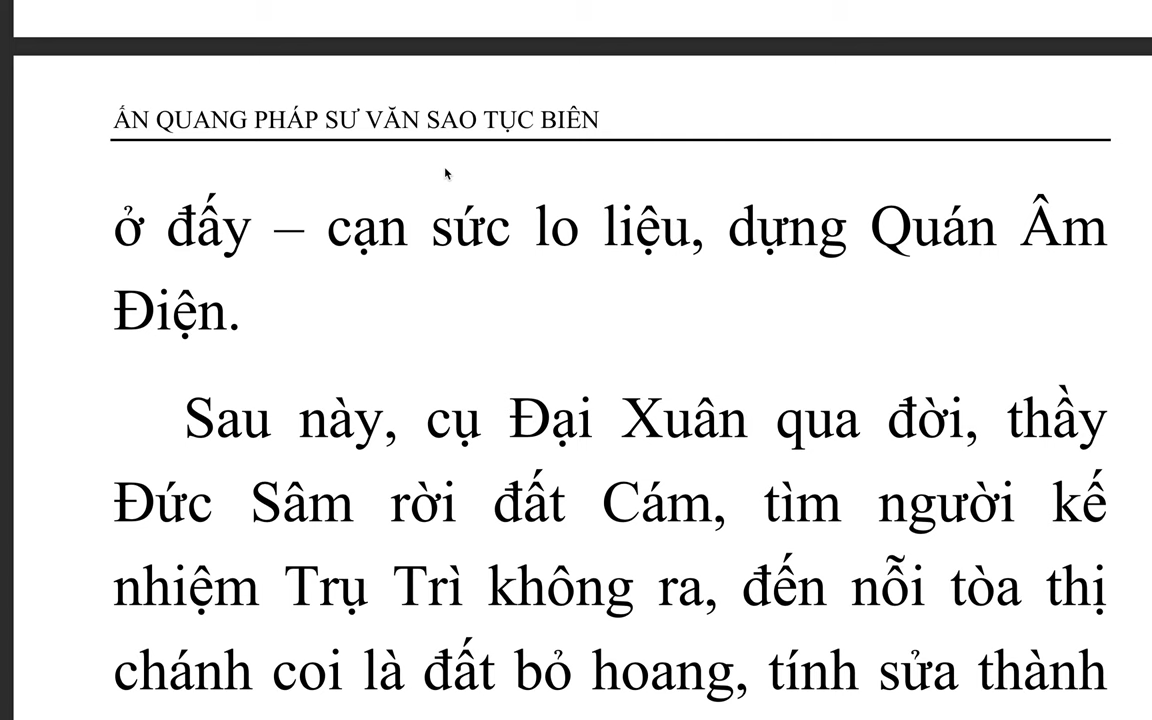 ẤN QUANG PHÁP SƯ VĂN SAO TỤC BIÊN
ở đấy – cạn sức lo liệu, dựng Quán Âm
Điện.
Sau này, cụ Đại Xuân qua đời, thầy
Đức Sâm rời đất Cám, tìm người kế
nhiệm Trụ Trì không ra, đến nỗi tòa thị
chánh coi là đất bỏ hoang, tính sửa thành